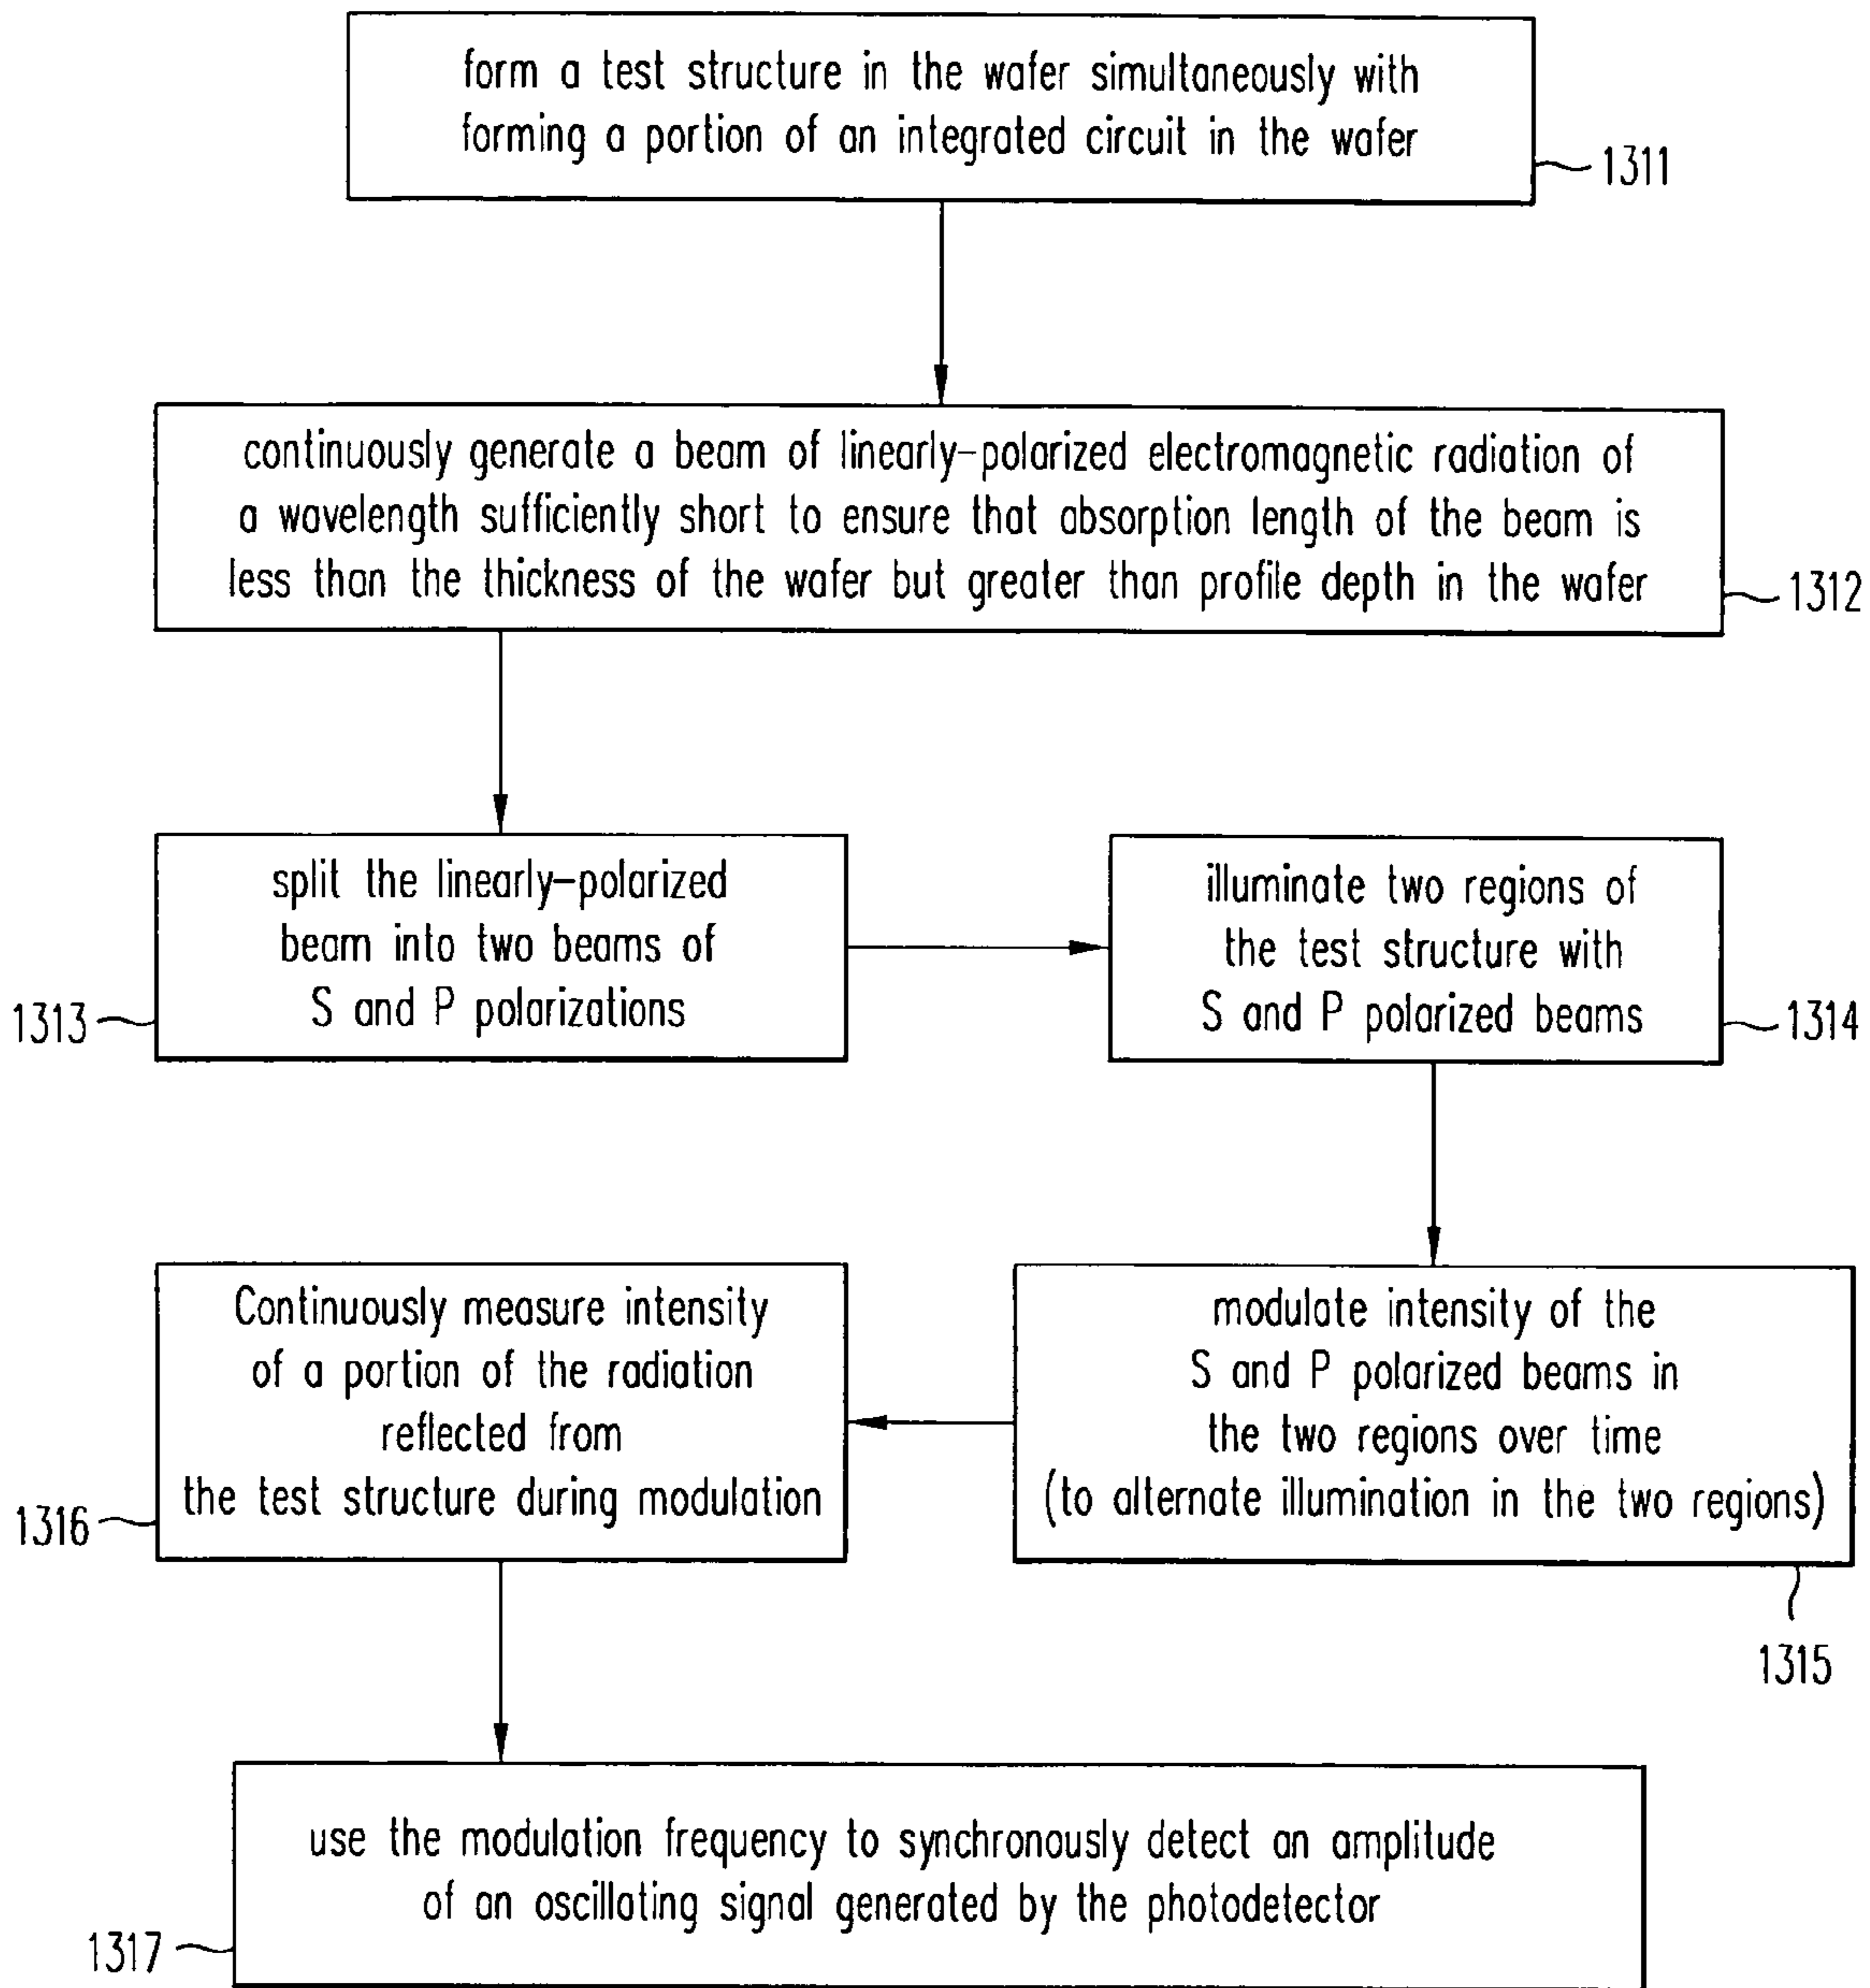 form a test structure in the wafer simultaneously with
forming a portion of an integrated circuit in the wafer
1311
continuously generate a beam of linearly-polarized electromagnetic radiation of
a wavelength sufficiently short to ensure that absorption length of the beam is
less than the thickness of the wafer but greater than profile depth in the wafer
1312
split the linearly-polarized
beam into two beams of
S and P polarizations
1313
illuminate two regions of
the test structure with
S and P polarized beams
1314
modulate intensity of the
S and P polarized beams in
the two regions over time
(to alternate illumination in the two regions)
1315
Continuously measure intensity
of a portion of the radiation
reflected from
the test structure during modulation
1316
use the modulation frequency to synchronously detect an amplitude
of an oscillating signal generated by the photodetector
1317